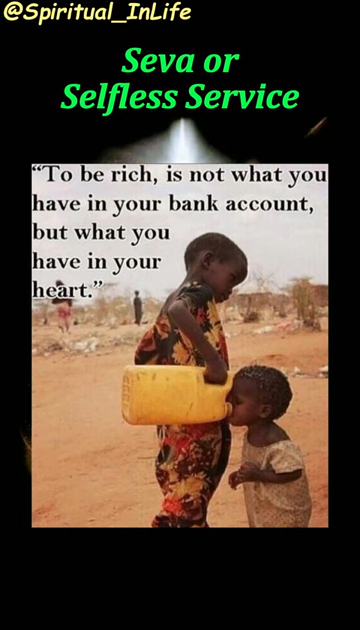 @Spiritual_InLife
Seva or
Selfless Service
“To be rich, is not what you
have in your bank account,
but what you
have in your
heart.”